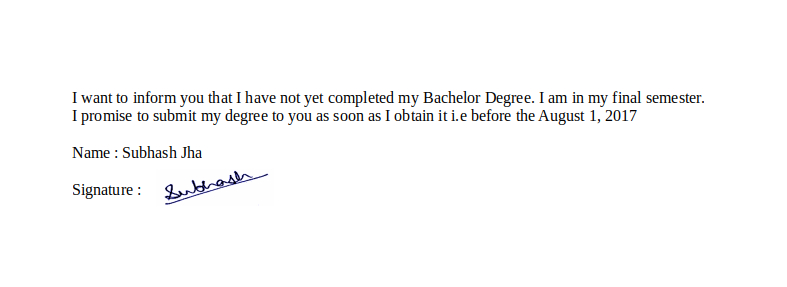 I want to inform you that I have not yet completed my Bachelor Degree. I am in my final semester.
I promise to submit my degree to you as soon as I obtain it i.e before the August 1, 2017
Name : Subhash Jha
Signature : Subhash